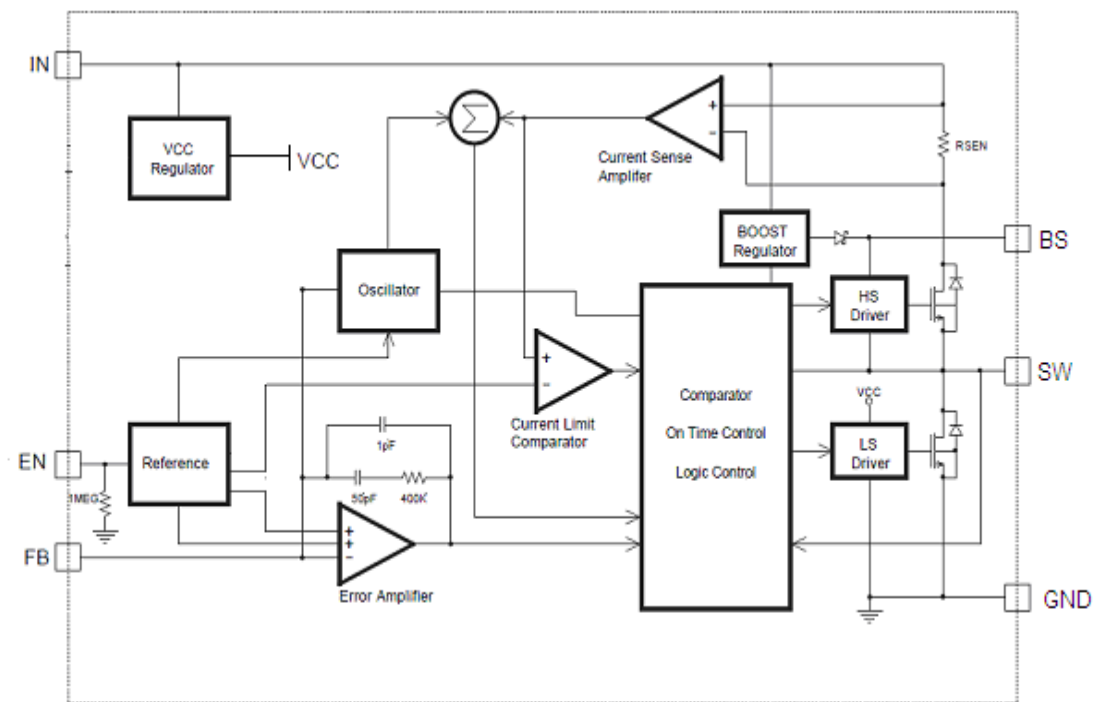 IN
Σ
+
-
Current Sense
Amplifer
RSEN
VCC
Regulator
VCC
BOOST
Regulator
BS
Oscillator
HS
Driver
+
-
Current Limit
Comparator
SW
Comparator
On Time Control
Logic Control
VCC
LS
Driver
1pF
50pF
400K
EN
Reference
1MEG
+
+
-
FB
Error Amplifier
GND